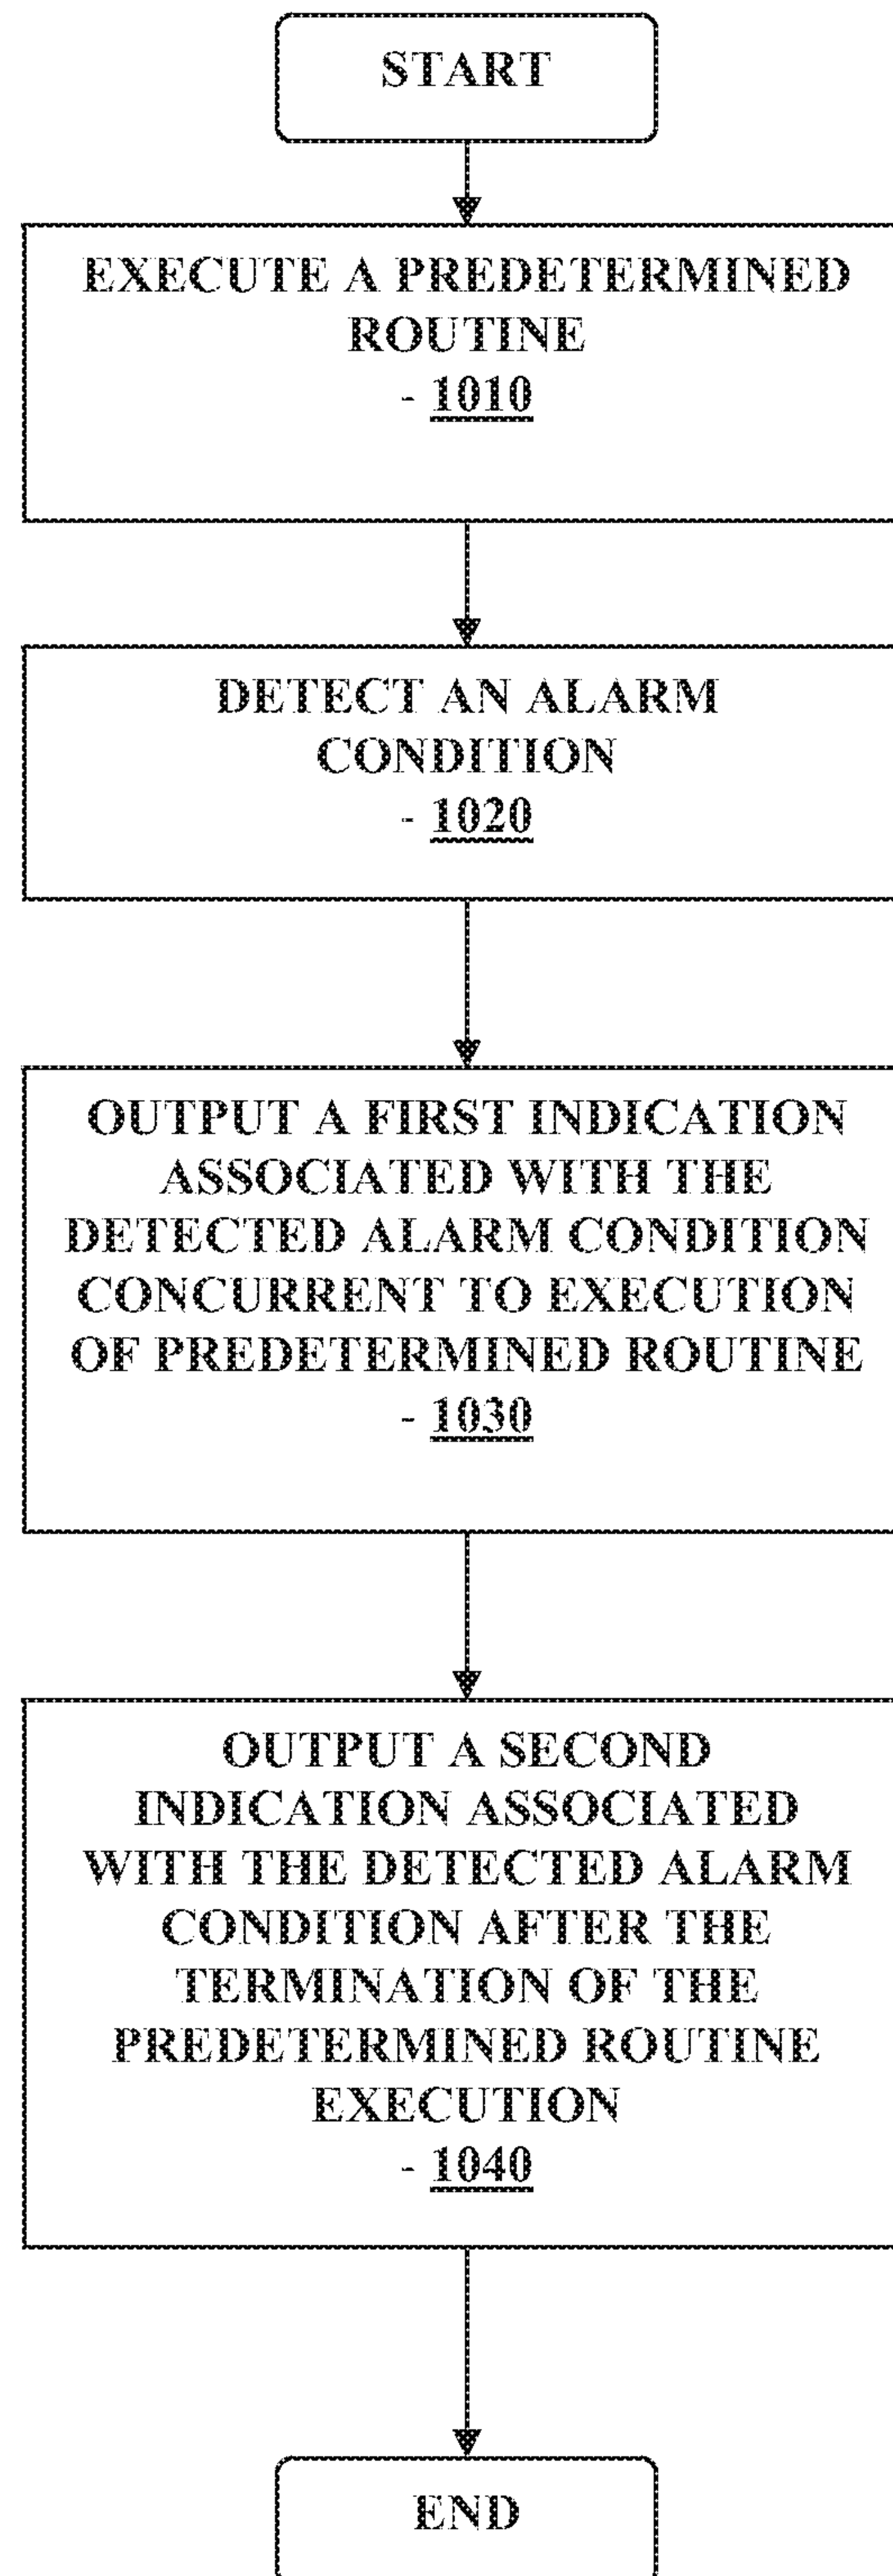 START
EXECUTE A PREDETERMINED
ROUTINE
- 1010
DETECT AN ALARM
CONDITION
- 1020
OUTPUT A FIRST INDICATION
ASSOCIATED WITH THE
DETECTED ALARM CONDITION
CONCURRENT TO EXECUTION
OF PREDETERMINED ROUTINE
- 1030
OUTPUT A SECOND
INDICATION ASSOCIATED
WITH THE DETECTED ALARM
CONDITION AFTER THE
TERMINATION OF THE
PREDETERMINED ROUTINE
EXECUTION
- 1040
END